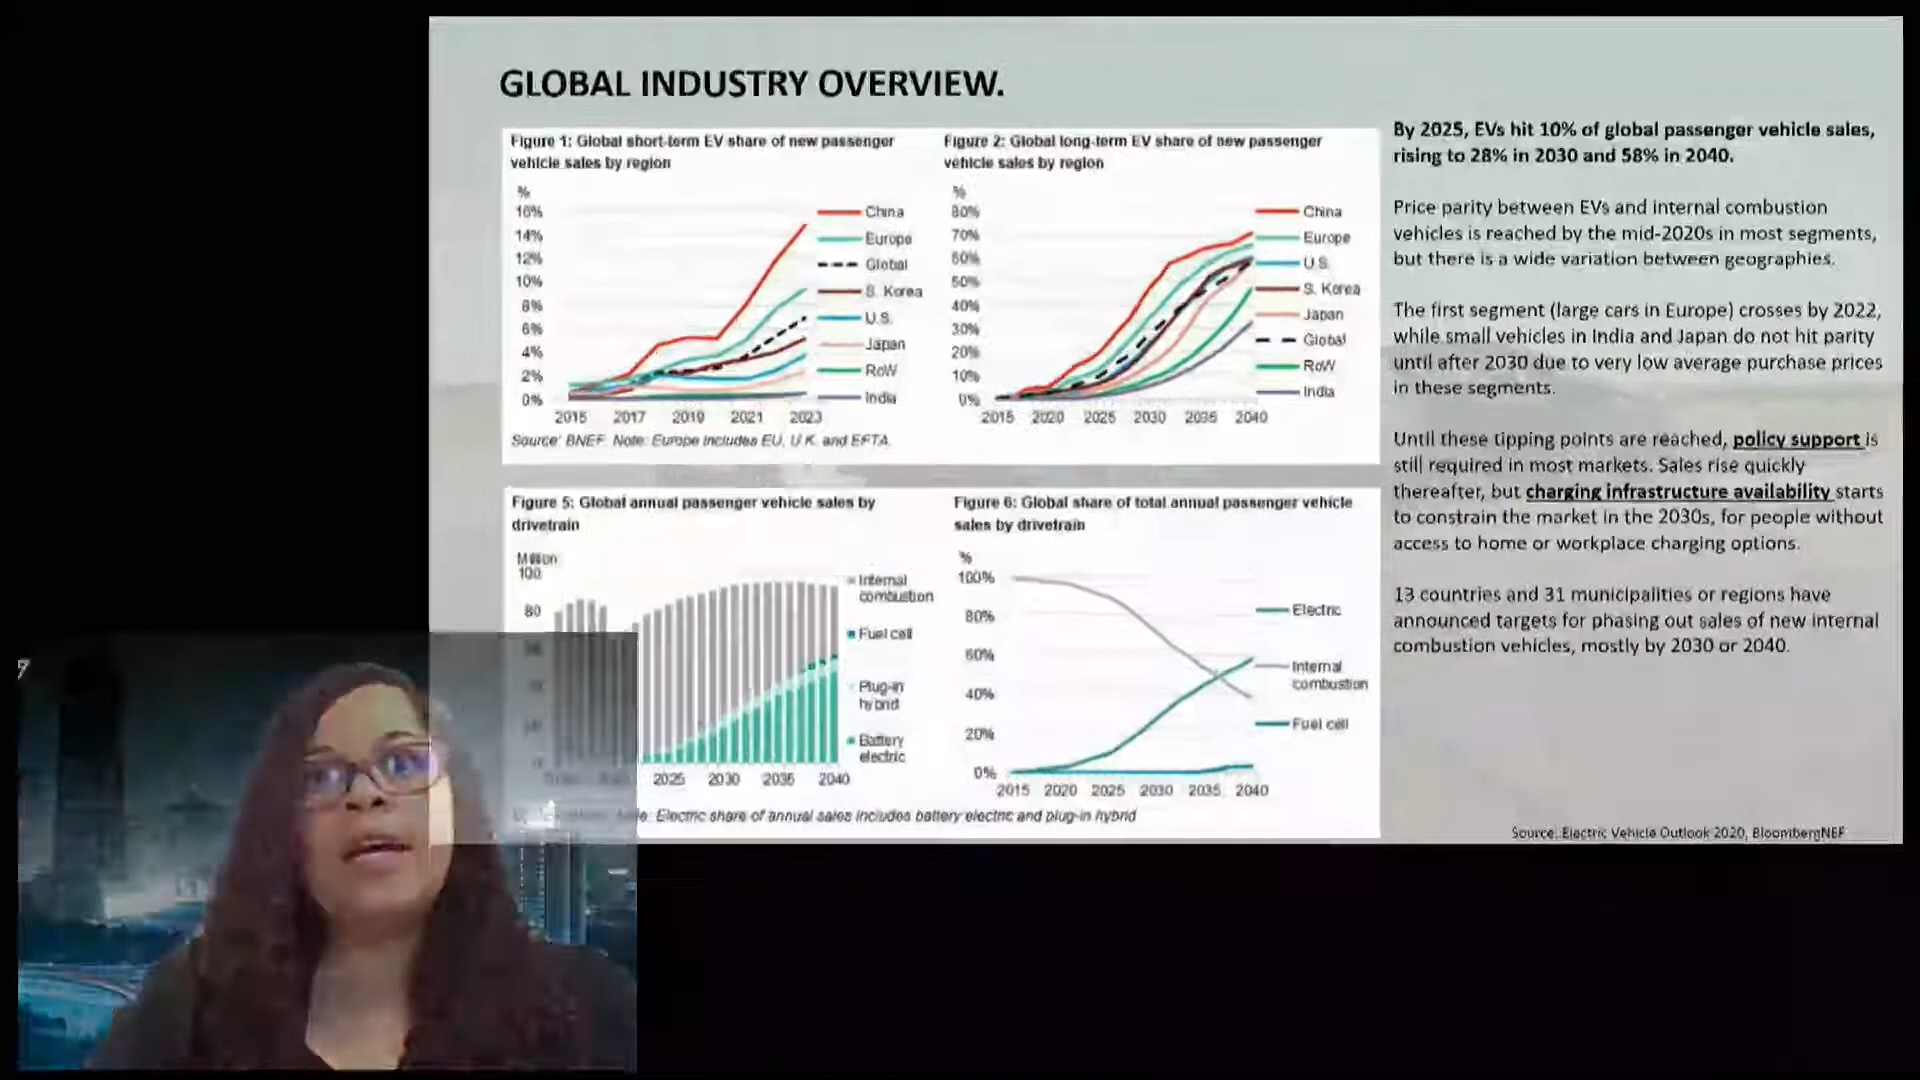 GLOBAL INDUSTRY OVERVIEW.
Figure 1: Global short-term EV share of new passenger
vehicle sales by region
%
16%
14%
12%
10%
8%
6%
4%
2%
0%
China
Europe
Global
S. Korea
U.S.
Japan
RoW
India
2015 2017 2019 2021 2023
Source: BNEF. Note: Europe includes EU, U.K. and EFTA.
Figure 2: Global long-term EV share of new passenger
vehicle sales by region
%
80%
70%
60%
50%
40%
30%
20%
10%
0%
China
Europe
U.S.
S. Korea
Japan
Global
RoW
India
2015 2020 2025 2030 2035 2040
Figure 5: Global annual passenger vehicle sales by
drivetrain
Million
100
80
Internal
combustion
Fuel cell
Plug-in
hybrid
Battery
electric
2025 2030 2035 2040
Figure 6: Global share of total annual passenger vehicle
sales by drivetrain
%
100%
80%
60%
40%
20%
0%
Electric
Internal
combustion
Fuel cell
2015 2020 2025 2030 2035 2040
Electric share of annual sales includes battery electric and plug-in hybrid
By 2025, EVs hit 10% of global passenger vehicle sales,
rising to 28% in 2030 and 58% in 2040.
Price parity between EVs and internal combustion
vehicles is reached by the mid-2020s in most segments,
but there is a wide variation between geographies.
The first segment (large cars in Europe) crosses by 2022,
while small vehicles in India and Japan do not hit parity
until after 2030 due to very low average purchase prices
in these segments.
Until these tipping points are reached, policy support is
still required in most markets. Sales rise quickly
thereafter, but charging infrastructure availability starts
to constrain the market in the 2030s, for people without
access to home or workplace charging options.
13 countries and 31 municipalities or regions have
announced targets for phasing out sales of new internal
combustion vehicles, mostly by 2030 or 2040.
Source: Electric Vehicle Outlook 2020, BloombergNEF